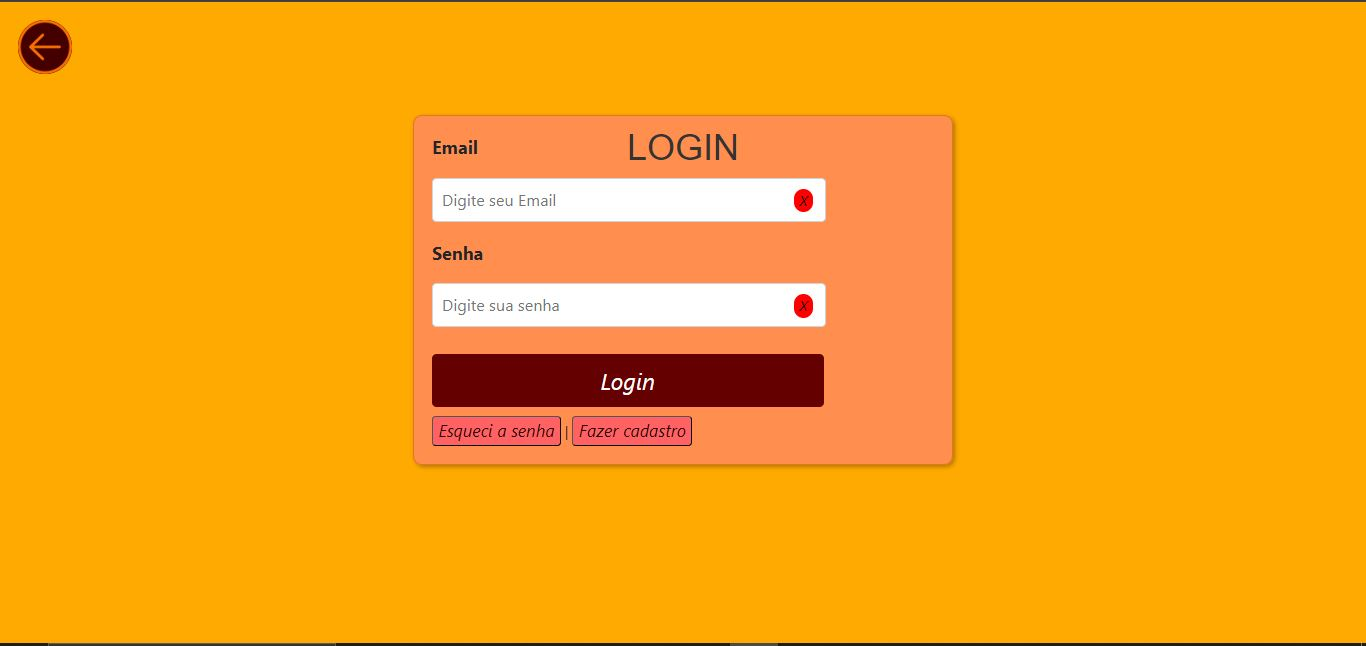 LOGIN
Email
Digite seu Email X
Senha
Digite sua senha X
Login
Esqueci a senha | Fazer cadastro